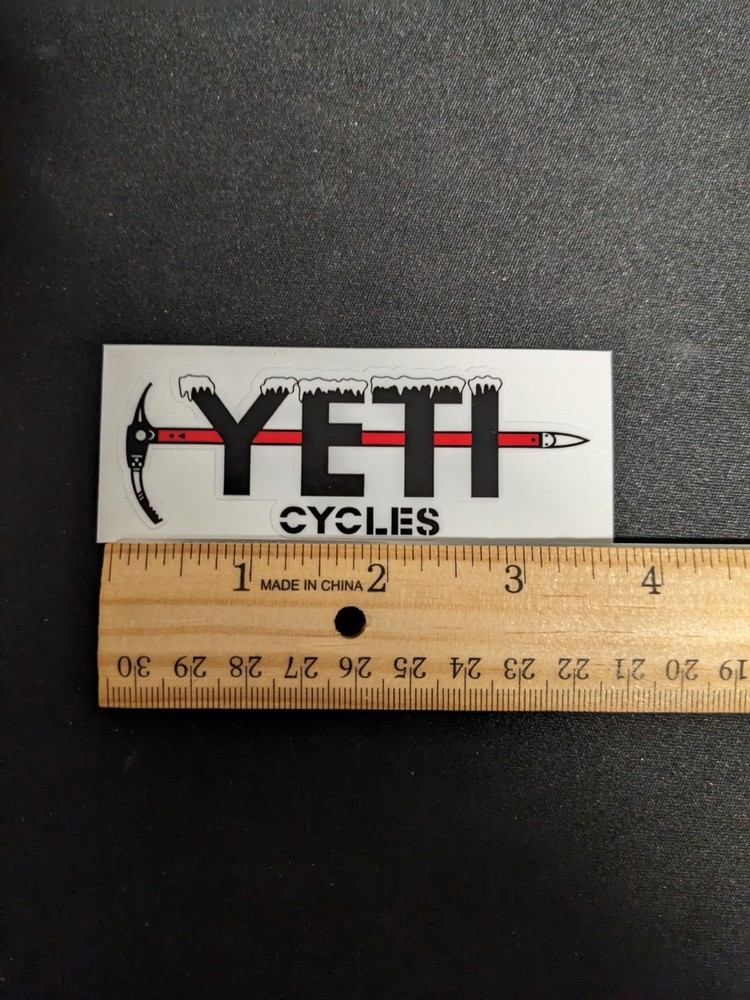 YETI
CYCLES
1 MADE IN CHINA 2 3 4
30 29 28 27 26 25 24 23 22 21 20 19